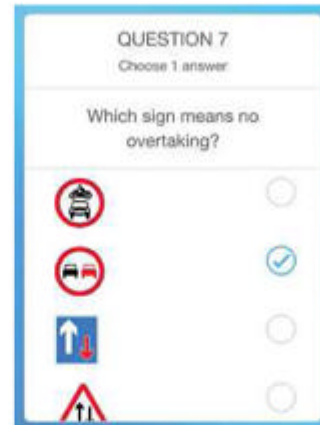 QUESTION 7
Choose 1 answer
Which sign means no
overtaking?